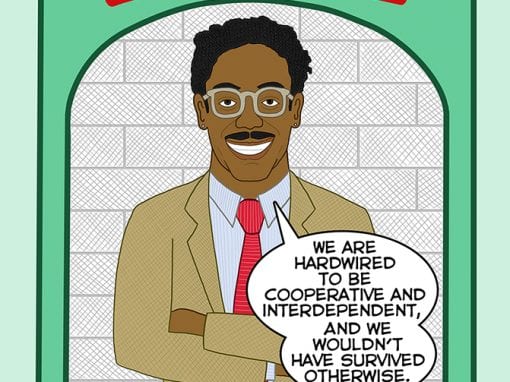 WE ARE
HARDWIRED
TO BE
COOPERATIVE AND
INTERDEPENDENT,
AND WE
WOULDN'T
HAVE SURVIVED
OTHERWISE.